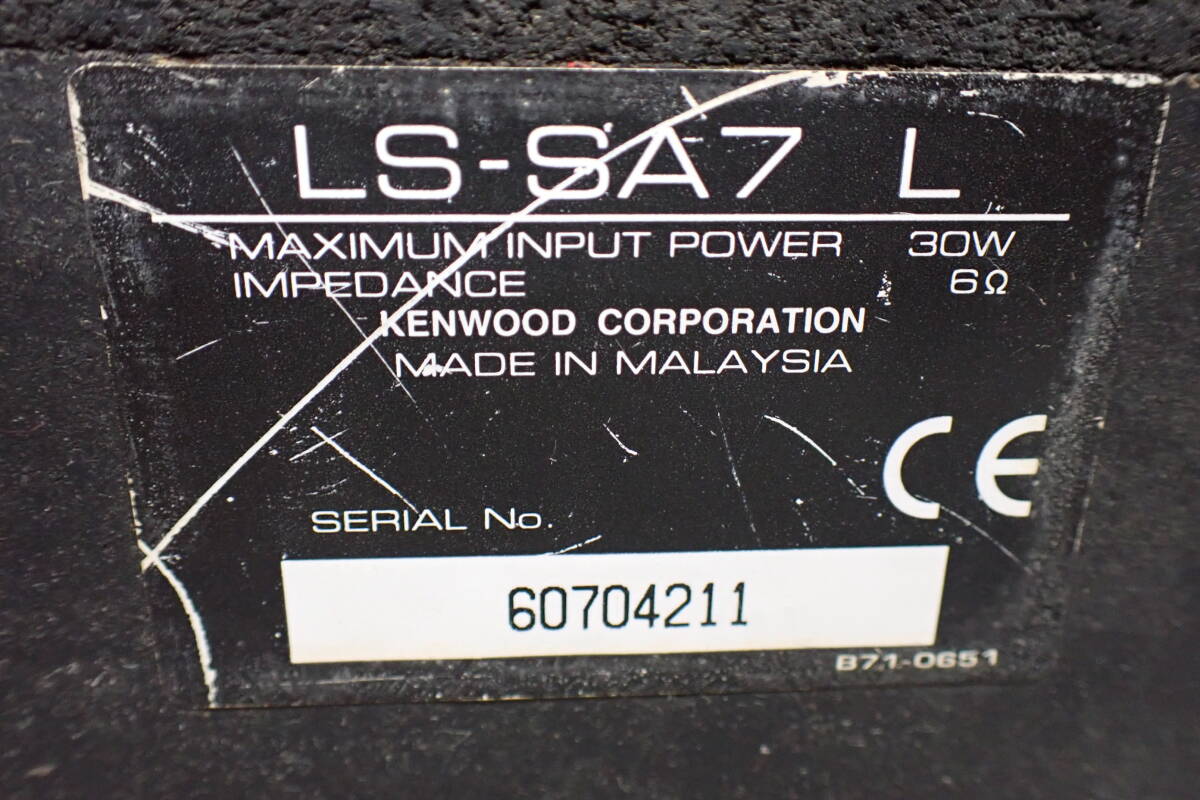 LS-SA7 L
MAXIMUM INPUT POWER 30W
IMPEDANCE 6Ω
KENWOOD CORPORATION
MADE IN MALAYSIA
CE
SERIAL No.
60704211
B71-0651